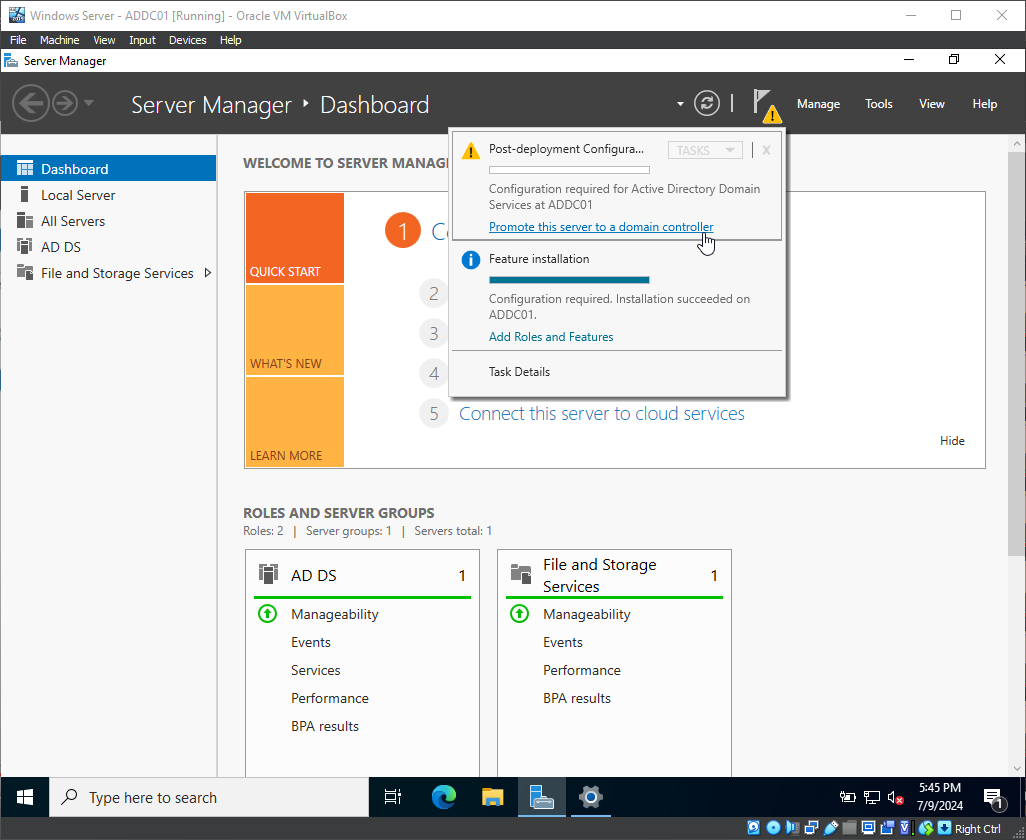 Windows Server - ADDC01 [Running] - Oracle VM VirtualBox
File Machine View Input Devices Help
Server Manager
Server Manager Dashboard
Manage Tools View Help
Dashboard
Local Server
All Servers
AD DS
File and Storage Services
WELCOME TO SERVER MANAG
Post-deployment Configura...
TASKS
X
Configuration required for Active Directory Domain
Services at ADDC01
Promote this server to a domain controller
Feature installation
Configuration required. Installation succeeded on
ADDC01.
Add Roles and Features
Task Details
QUICK START
WHAT'S NEW
LEARN MORE
1
2
3
4
5 Connect this server to cloud services
Hide
ROLES AND SERVER GROUPS
Roles: 2 | Server groups: 1 | Servers total: 1
AD DS 1
Manageability
Events
Services
Performance
BPA results
File and Storage
Services 1
Manageability
Events
Performance
BPA results
Type here to search
5:45 PM
7/9/2024
1
Right Ctrl